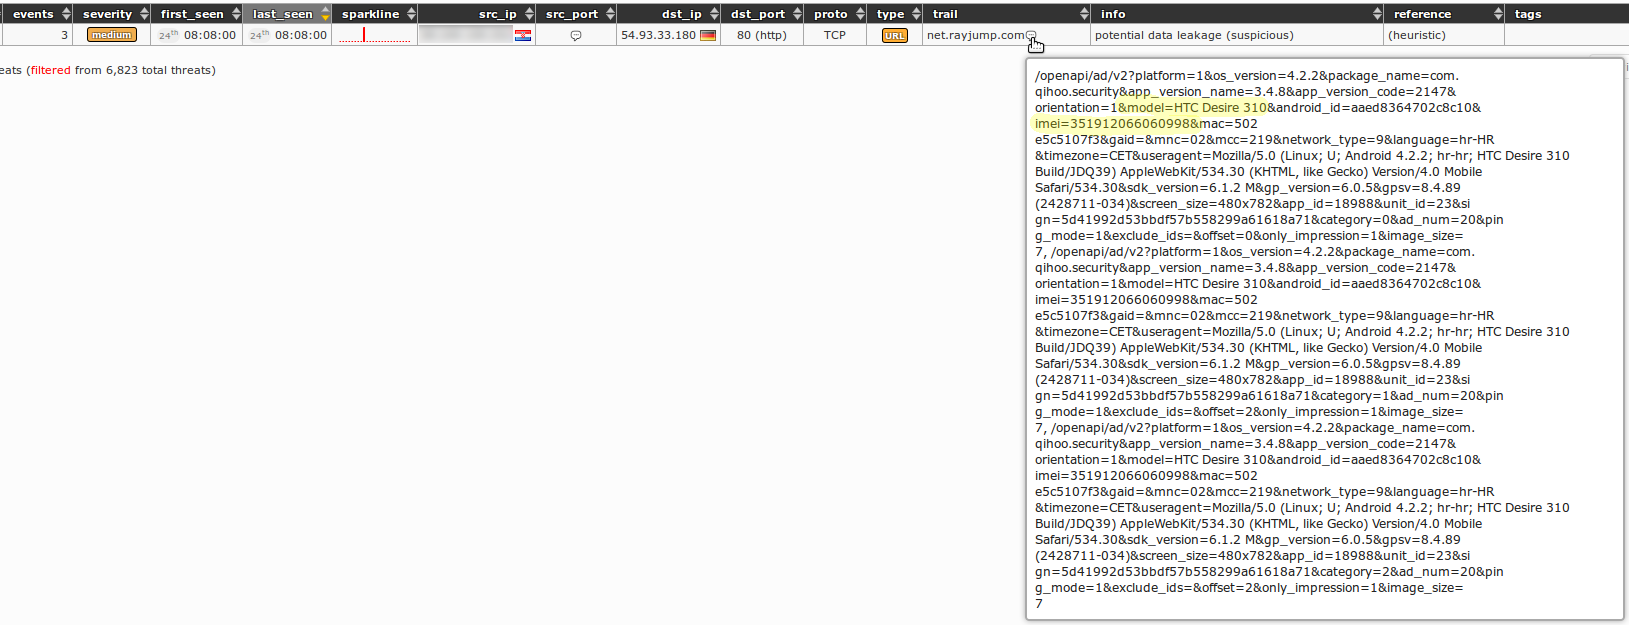 events severity first_seen last_seen sparkline src_ip src_port dst_ip dst_port proto type trail info reference tags
3 medium 24th 08:08:00 24th 08:08:00 54.93.33.180 80 (http) TCP URL net.rayjump.com potential data leakage (suspicious) (heuristic)
eats (filtered from 6,823 total threats)
/openapi/ad/v2?platform=1&os_version=4.2.2&package_name=com.
qihoo.security&app_version_name=3.4.8&app_version_code=2147&
orientation=1&model=HTC Desire 310&android_id=aaed8364702c8c10&
imei=351912066060998&mac=502
e5c5107f3&gaid=&mnc=02&mcc=219&network_type=9&language=hr-HR
&timezone=CET&useragent=Mozilla/5.0 (Linux; U; Android 4.2.2; hr-hr; HTC Desire 310
Build/JDQ39) AppleWebKit/534.30 (KHTML, like Gecko) Version/4.0 Mobile
Safari/534.30&sdk_version=6.1.2 M&gp_version=6.0.5&gpsv=8.4.89
(2428711-034)&screen_size=480x782&app_id=18988&unit_id=23&si
gn=5d41992d53bbdf57b558299a61618a71&category=0&ad_num=20&pin
g_mode=1&exclude_ids=&offset=0&only_impression=1&image_size=
7, /openapi/ad/v2?platform=1&os_version=4.2.2&package_name=com.
qihoo.security&app_version_name=3.4.8&app_version_code=2147&
orientation=1&model=HTC Desire 310&android_id=aaed8364702c8c10&
imei=351912066060998&mac=502
e5c5107f3&gaid=&mnc=02&mcc=219&network_type=9&language=hr-HR
&timezone=CET&useragent=Mozilla/5.0 (Linux; U; Android 4.2.2; hr-hr; HTC Desire 310
Build/JDQ39) AppleWebKit/534.30 (KHTML, like Gecko) Version/4.0 Mobile
Safari/534.30&sdk_version=6.1.2 M&gp_version=6.0.5&gpsv=8.4.89
(2428711-034)&screen_size=480x782&app_id=18988&unit_id=23&si
gn=5d41992d53bbdf57b558299a61618a71&category=1&ad_num=20&pin
g_mode=1&exclude_ids=&offset=2&only_impression=1&image_size=
7, /openapi/ad/v2?platform=1&os_version=4.2.2&package_name=com.
qihoo.security&app_version_name=3.4.8&app_version_code=2147&
orientation=1&model=HTC Desire 310&android_id=aaed8364702c8c10&
imei=351912066060998&mac=502
e5c5107f3&gaid=&mnc=02&mcc=219&network_type=9&language=hr-HR
&timezone=CET&useragent=Mozilla/5.0 (Linux; U; Android 4.2.2; hr-hr; HTC Desire 310
Build/JDQ39) AppleWebKit/534.30 (KHTML, like Gecko) Version/4.0 Mobile
Safari/534.30&sdk_version=6.1.2 M&gp_version=6.0.5&gpsv=8.4.89
(2428711-034)&screen_size=480x782&app_id=18988&unit_id=23&si
gn=5d41992d53bbdf57b558299a61618a71&category=2&ad_num=20&pin
g_mode=1&exclude_ids=&offset=2&only_impression=1&image_size=
7